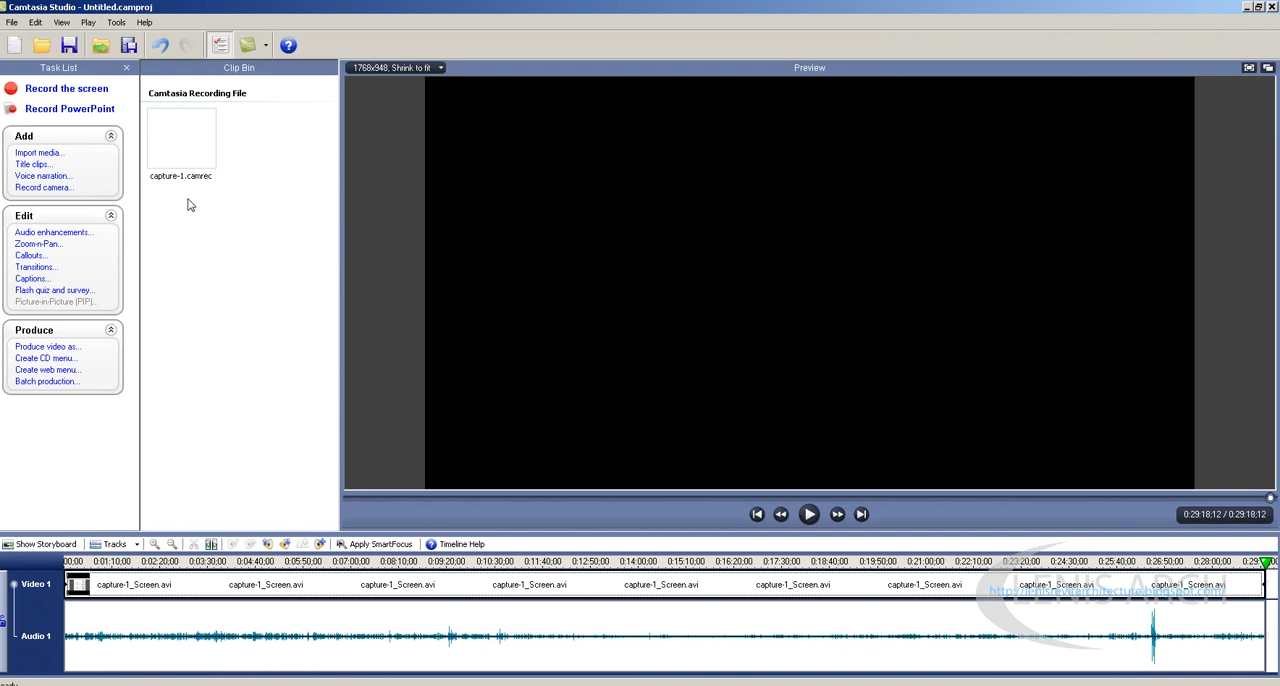 Camtasia Studio - Untitled.camproj
File Edit View Play Tools Help
Task List
Clip Bin
1768x948, Shrink to fit
Preview
Record the screen
Record PowerPoint
Add
Import media...
Title clips...
Voice narration...
Record camera...
Edit
Audio enhancements...
Zoom-n-Pan...
Callouts...
Transitions...
Captions...
Flash quiz and survey...
Picture-in-Picture (PIP)...
Produce
Produce video as...
Create CD menu...
Create web menu...
Batch production...
Camtasia Recording File
capture-1.camrec
0:29:18;12 / 0:29:18;12
Show Storyboard Tracks Apply SmartFocus Timeline Help
00;00 0:01:10;00 0:02:20;00 0:03:30;00 0:04:40;00 0:05:50;00 0:07:00;00 0:08:10;00 0:09:20;00 0:10:30;00 0:11:40;00 0:12:50;00 0:14:00;00 0:15:10;00 0:16:20;00 0:17:30;00 0:18:40;00 0:19:50;00 0:21:00;00 0:22:10;00 0:23:20;00 0:24:30;00 0:25:40;00 0:26:50;00 0:28:00;00 0:29:
Video 1
capture-1_Screen.avi capture-1_Screen.avi capture-1_Screen.avi capture-1_Screen.avi capture-1_Screen.avi capture-1_Screen.avi capture-1_Screen.avi capture-1_Screen.avi capture-1_Screen.avi
LENIS ARCH
http://lenisrevitarchitecture.blogspot.com/
Audio 1